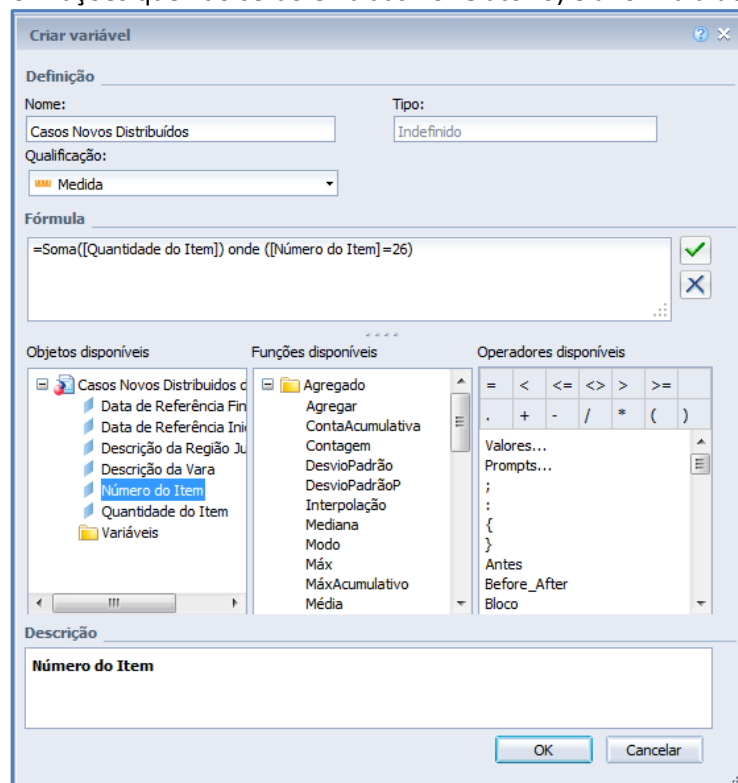 Criar variável
Definição
Nome:
Tipo:
Casos Novos Distribuídos
Indefinido
Qualificação:
Medida
Fórmula
=Soma([Quantidade do Item]) onde ([Número do Item]=26)
Objetos disponíveis
Funções disponíveis
Operadores disponíveis
Casos Novos Distribuidos d
Data de Referência Fin
Data de Referência Inic
Descrição da Região Ju
Descrição da Vara
Número do Item
Quantidade do Item
Variáveis
Agregado
Agregar
ContaAcumulativa
Contagem
DesvioPadrão
DesvioPadrãoP
Interpolação
Mediana
Modo
Máx
MáxAcumulativo
Média
= < <= <> > >=
. + - / * ( )
Valores...
Prompts...
;
:
{
}
Antes
Before_After
Bloco
Descrição
Número do Item
OK
Cancelar